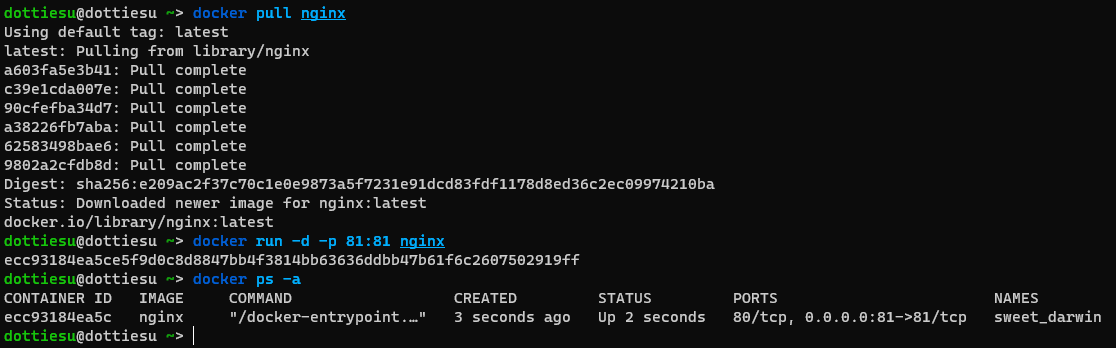 dottiesu@dottiesu ~> docker pull nginx
Using default tag: latest
latest: Pulling from library/nginx
a603fa5e3b41: Pull complete
c39e1cda007e: Pull complete
90cfefba34d7: Pull complete
a38226fb7aba: Pull complete
62583498bae6: Pull complete
9802a2cfdb8d: Pull complete
Digest: sha256:e209ac2f37c70c1e0e9873a5f7231e91dcd83fdf1178d8ed36c2ec09974210ba
Status: Downloaded newer image for nginx:latest
docker.io/library/nginx:latest
dottiesu@dottiesu ~> docker run -d -p 81:81 nginx
ecc93184ea5ce5f9d0c8d8847bb4f3814bb63636ddbb47b61f6c2607502919ff
dottiesu@dottiesu ~> docker ps -a
CONTAINER ID   IMAGE     COMMAND                  CREATED         STATUS         PORTS                        NAMES
ecc93184ea5c   nginx     "/docker-entrypoint.…"   3 seconds ago   Up 2 seconds   80/tcp, 0.0.0.0:81->81/tcp   sweet_darwin
dottiesu@dottiesu ~>